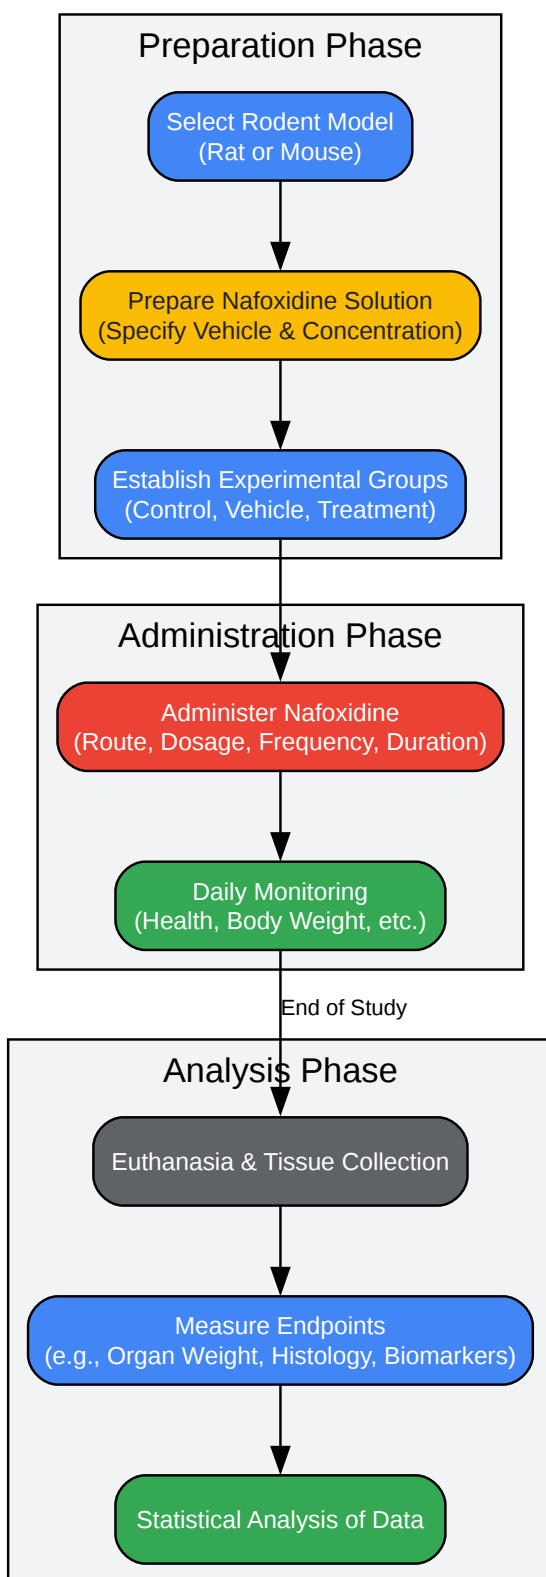 Preparation Phase
Select Rodent Model
(Rat or Mouse)
Prepare Nafoxidine Solution
(Specify Vehicle & Concentration)
Establish Experimental Groups
(Control, Vehicle, Treatment)
Administration Phase
Administer Nafoxidine
(Route, Dosage, Frequency, Duration)
Daily Monitoring
(Health, Body Weight, etc.)
End of Study
Analysis Phase
Euthanasia & Tissue Collection
Measure Endpoints
(e.g., Organ Weight, Histology, Biomarkers)
Statistical Analysis of Data